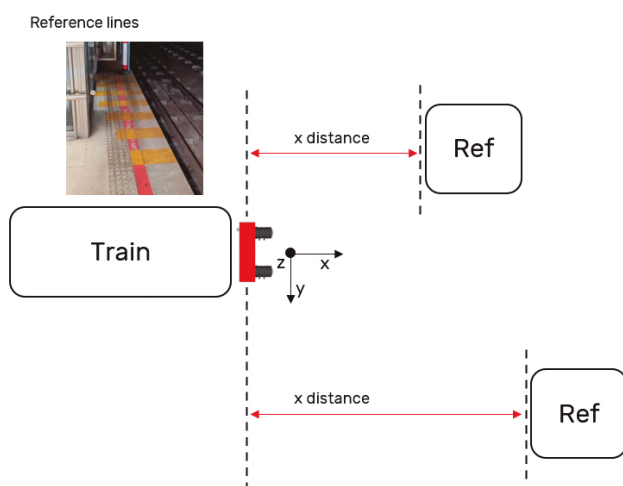 Reference lines
x distance
Ref
Train
z
x
y
x distance
Ref